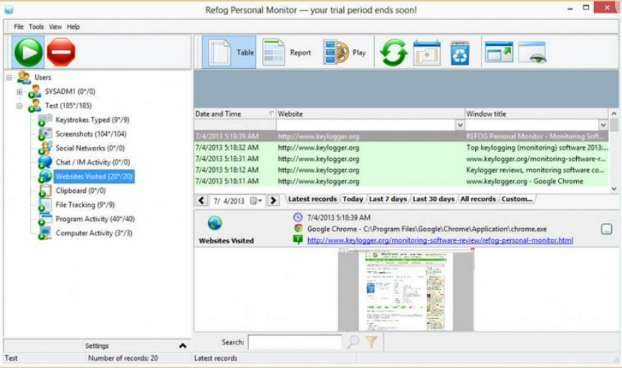 Refog Personal Monitor — your trial period ends soon!
File Tools View Help
Table Report Play
Users
SYSADM1 (0*/0)
Test (185*/185)
Keystrokes Typed (9*/9)
Screenshots (104*/104)
Social Networks (0*/0)
Chat / IM Activity (0*/0)
Websites Visited (20*/20)
Clipboard (0*/0)
File Tracking (9*/9)
Program Activity (40*/40)
Computer Activity (3*/3)
Date and Time Website Window title
7/4/2013 5:18:39 AM http://www.keylogger.org REFOG Personal Monitor - Monitoring Soft...
7/4/2013 5:18:32 AM http://www.keylogger.org Top keylogging (monitoring) software 2013:...
7/4/2013 5:18:31 AM http://www.keylogger.org www.keylogger.org/monitoring-software-r...
7/4/2013 5:18:12 AM http://www.keylogger.org Keylogger reviews, monitoring software co...
7/4/2013 5:18:11 AM http://www.keylogger.org www.keylogger.org - Google Chrome
7/ 4/2013 Latest records Today Last 7 days Last 30 days All records Custom...
Websites Visited
7/4/2013 5:18:39 AM
Google Chrome - C:\Program Files\Google\Chrome\Application\chrome.exe
http://www.keylogger.org/monitoring-software-review/refog-personal-monitor.html
Settings
Search:
Test Number of records: 20 Latest records